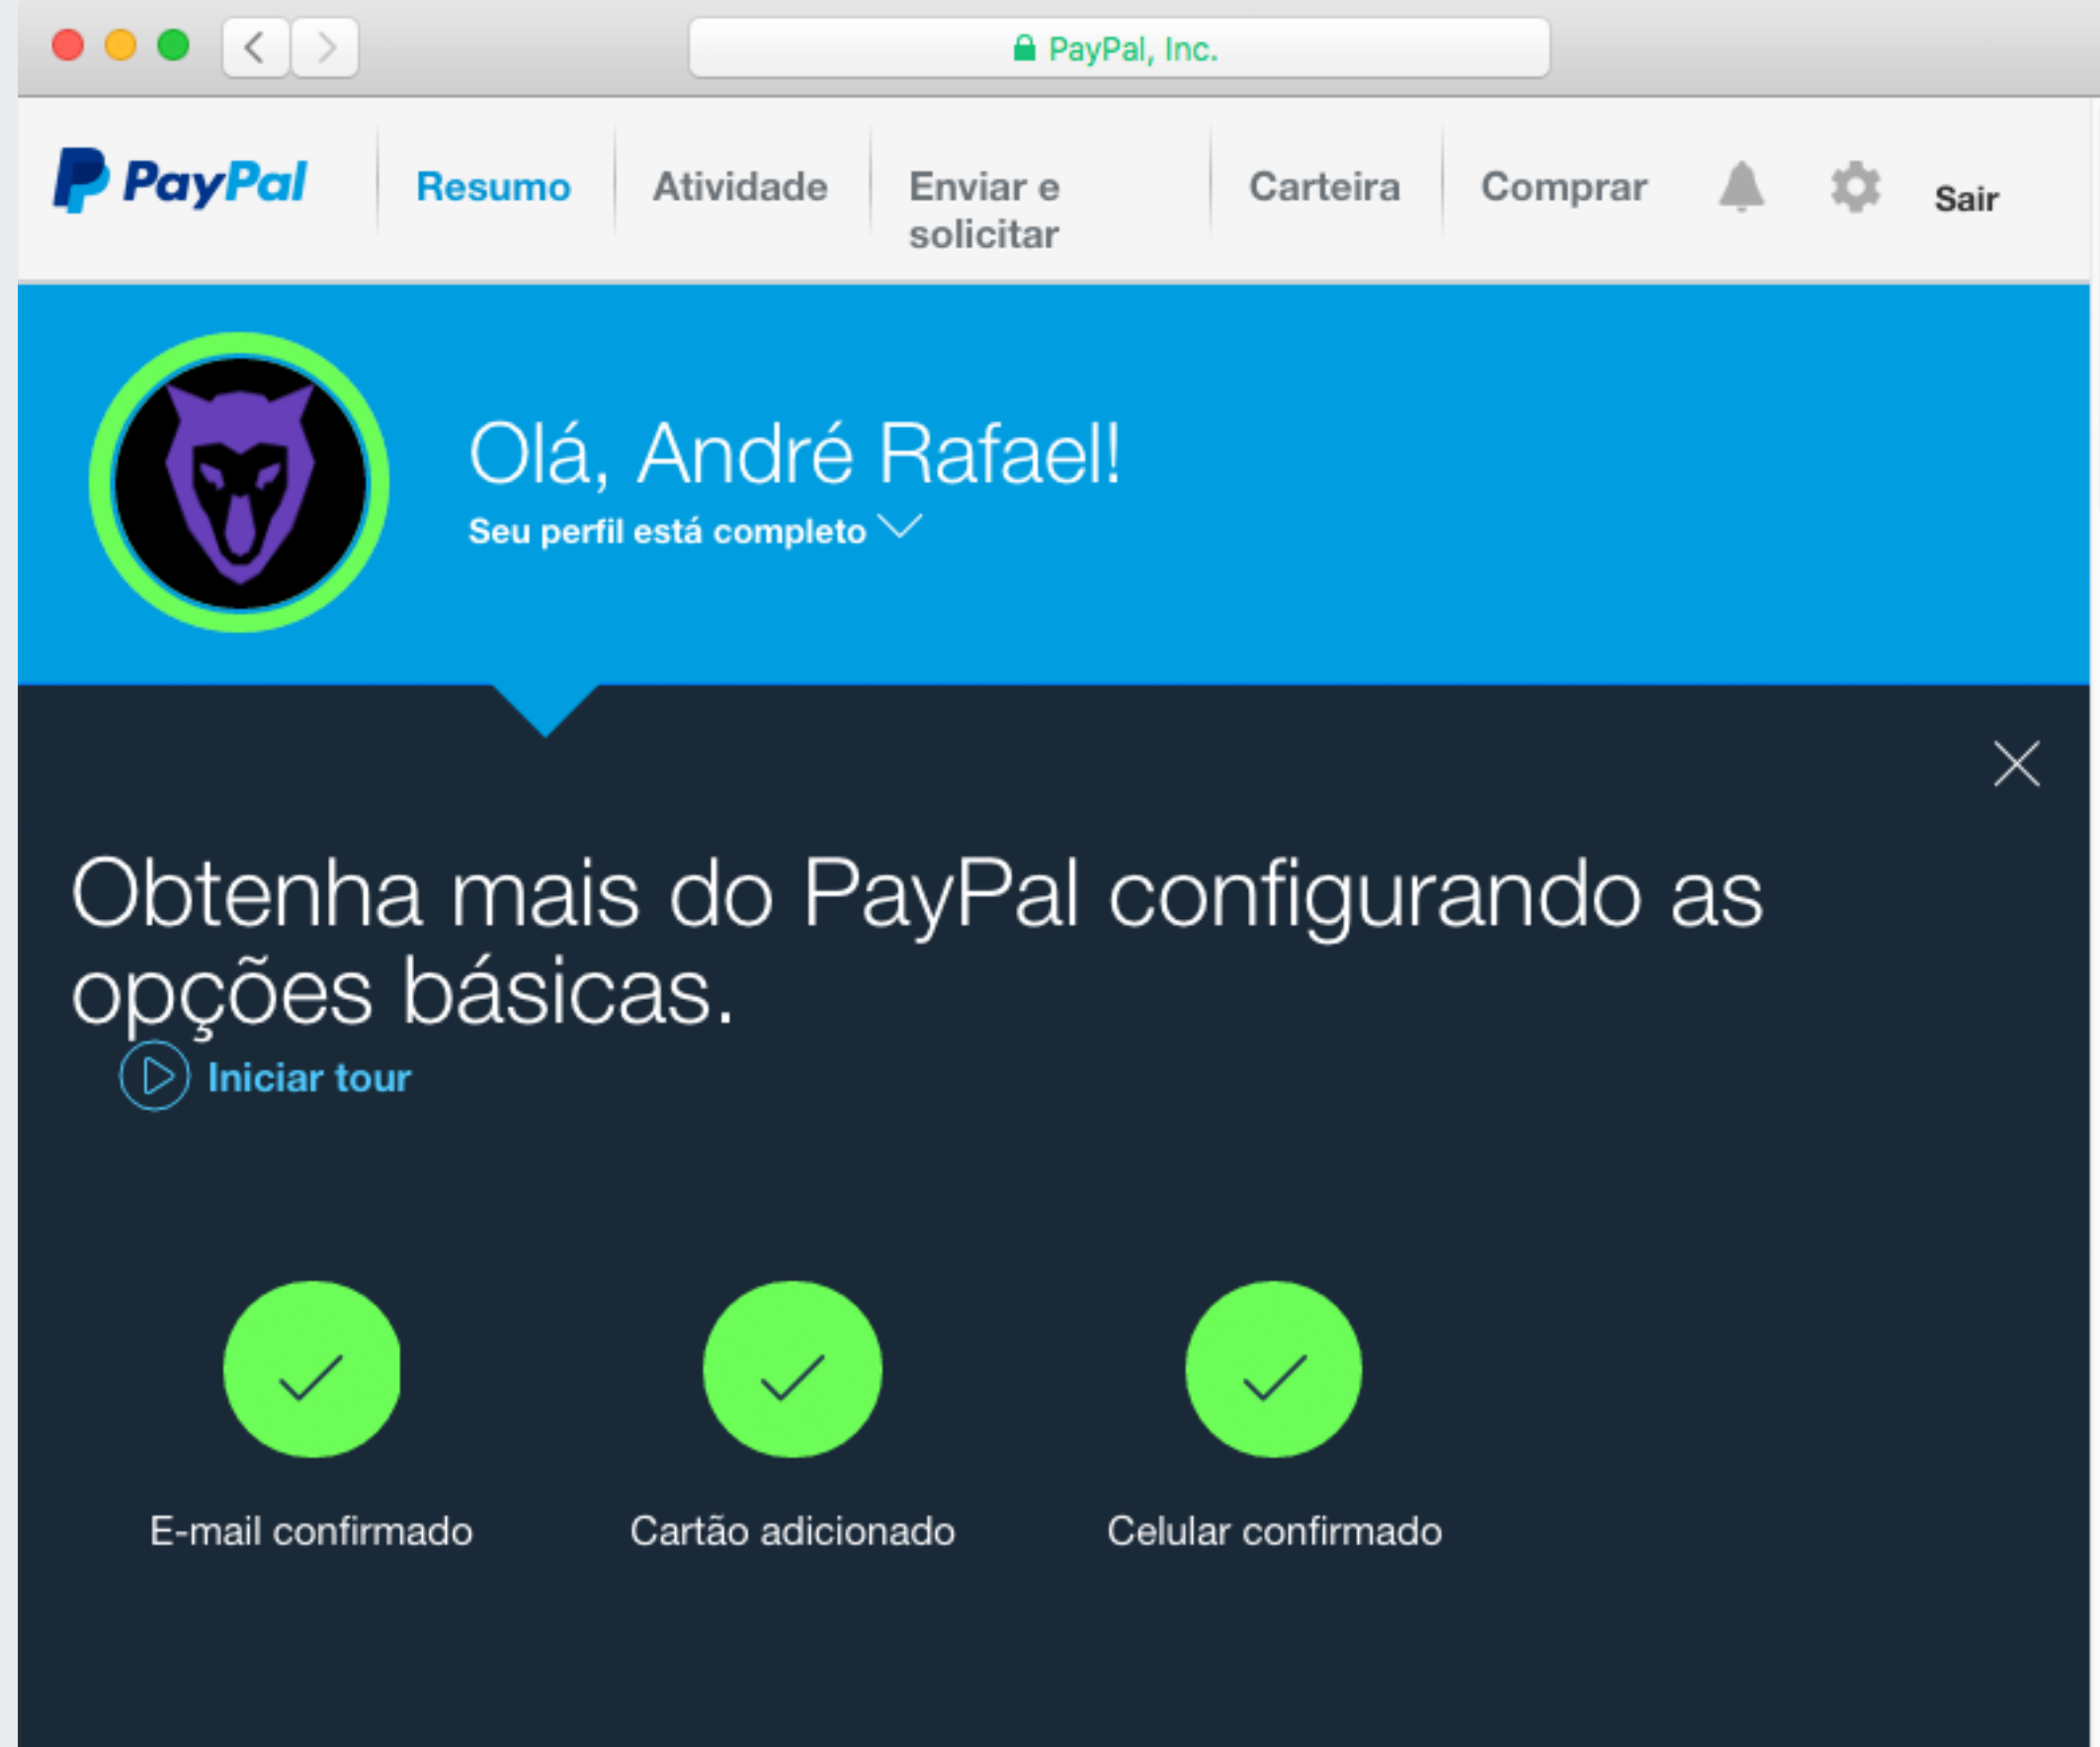 PayPal, Inc.
PayPal
Resumo
Atividade
Enviar e
solicitar
Carteira
Comprar
Sair
Olá, André Rafael!
Seu perfil está completo
Obtenha mais do PayPal configurando as
opções básicas.
Iniciar tour
E-mail confirmado
Cartão adicionado
Celular confirmado